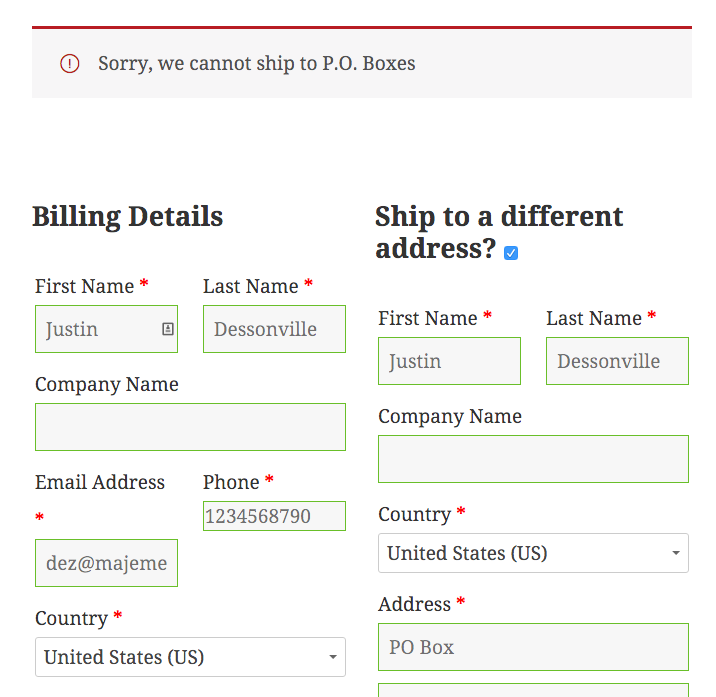 Sorry, we cannot ship to P.O. Boxes
Billing Details
First Name *
Last Name *
Justin
Dessonville
Company Name
Email Address
*
Phone *
1234568790
dez@majeme
Country *
United States (US)
Ship to a different
address?
First Name *
Last Name *
Justin
Dessonville
Company Name
Country *
United States (US)
Address *
PO Box